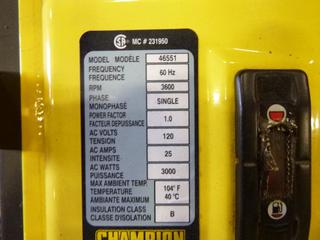 MC # 231950
MODEL MODÈLE 46551
FREQUENCY
FREQUENCE 60 Hz
RPM 3600
PHASE
MONOPHASE SINGLE
POWER FACTOR
FACTEUR DEPUISSANCE 1.0
AC VOLTS
TENSION 120
AC AMPS
INTENSITE 25
AC WATTS
PUISSANCE 3000
MAX AMBIENT TEMP.
TEMPERATURE
AMBIANTE MAXIMUM 104° F
40 °C
INSULATION CLASS
CLASSE D'ISOLATION B
CHAMPION